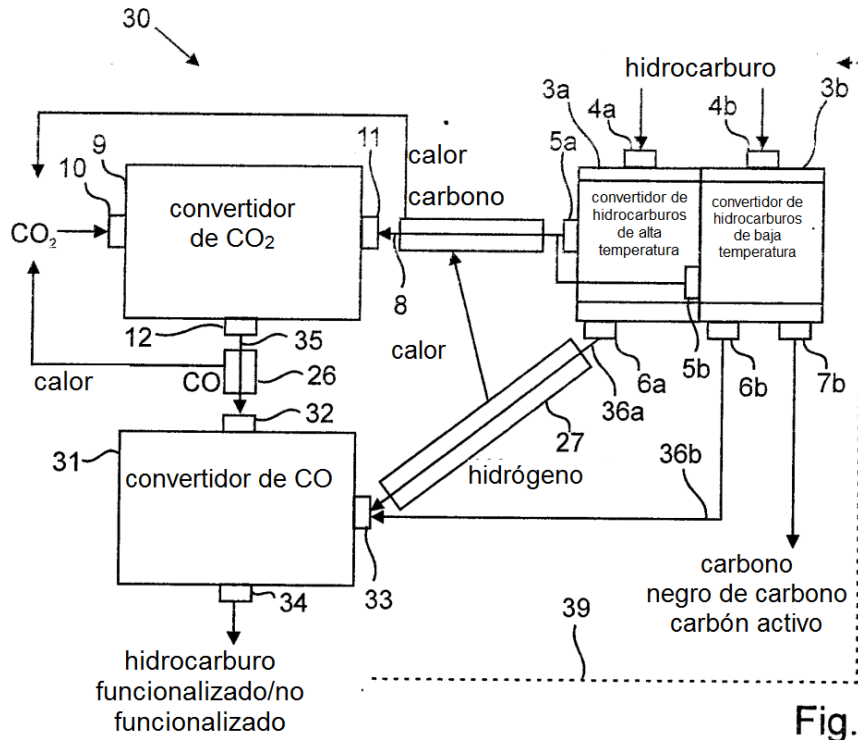 30
hidrocarburo
3a
3b
4a
4b
5a
9
10
11
calor
carbono
convertidor
de CO₂
convertidor de
hidrocarburos
de alta
temperatura
convertidor de
hidrocarburos
de baja
temperatura
CO₂
8
12
35
calor
5b
6a
6b
7b
calor
CO
26
36a
27
32
31
convertidor de CO
hidrógeno
36b
33
34
carbono
negro de carbono
carbón activo
39
hidrocarburo
funcionalizado/no
funcionalizado
Fig.